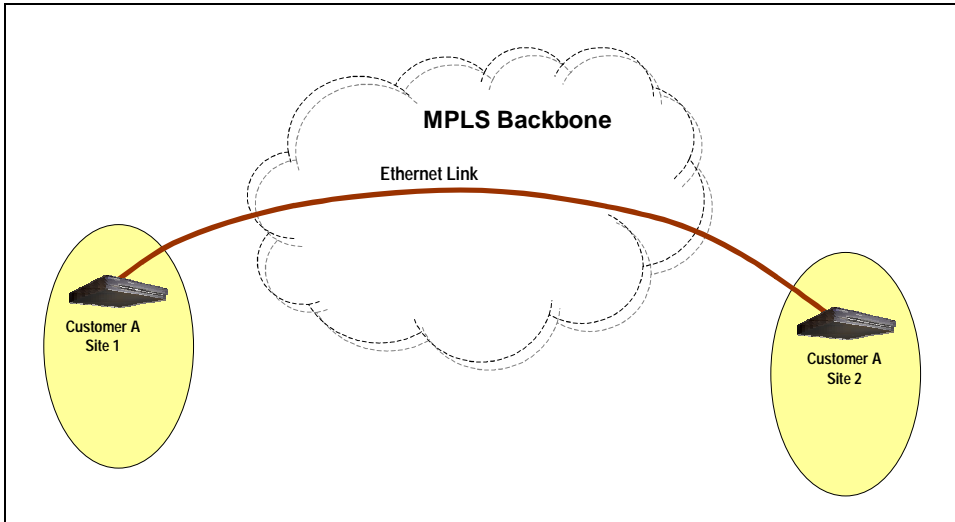 MPLS Backbone
Ethernet Link
Customer A
Site 1
Customer A
Site 2